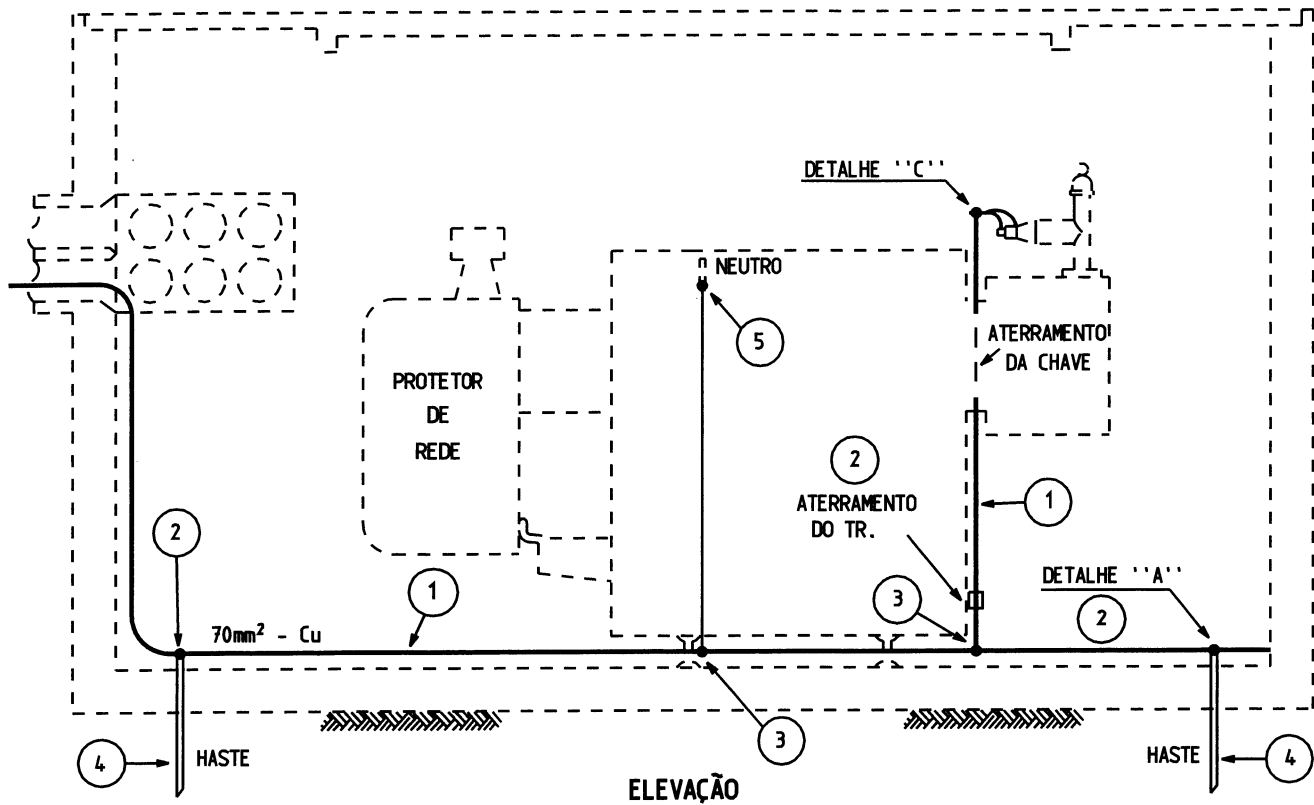 DETALHE ''C''
NEUTRO
5
ATERRAMENTO
DA CHAVE
PROTETOR
DE
REDE
2
ATERRAMENTO
DO TR.
1
2
1
3
DETALHE ''A''
2
70mm² - Cu
3
4
HASTE
HASTE
4
ELEVAÇÃO